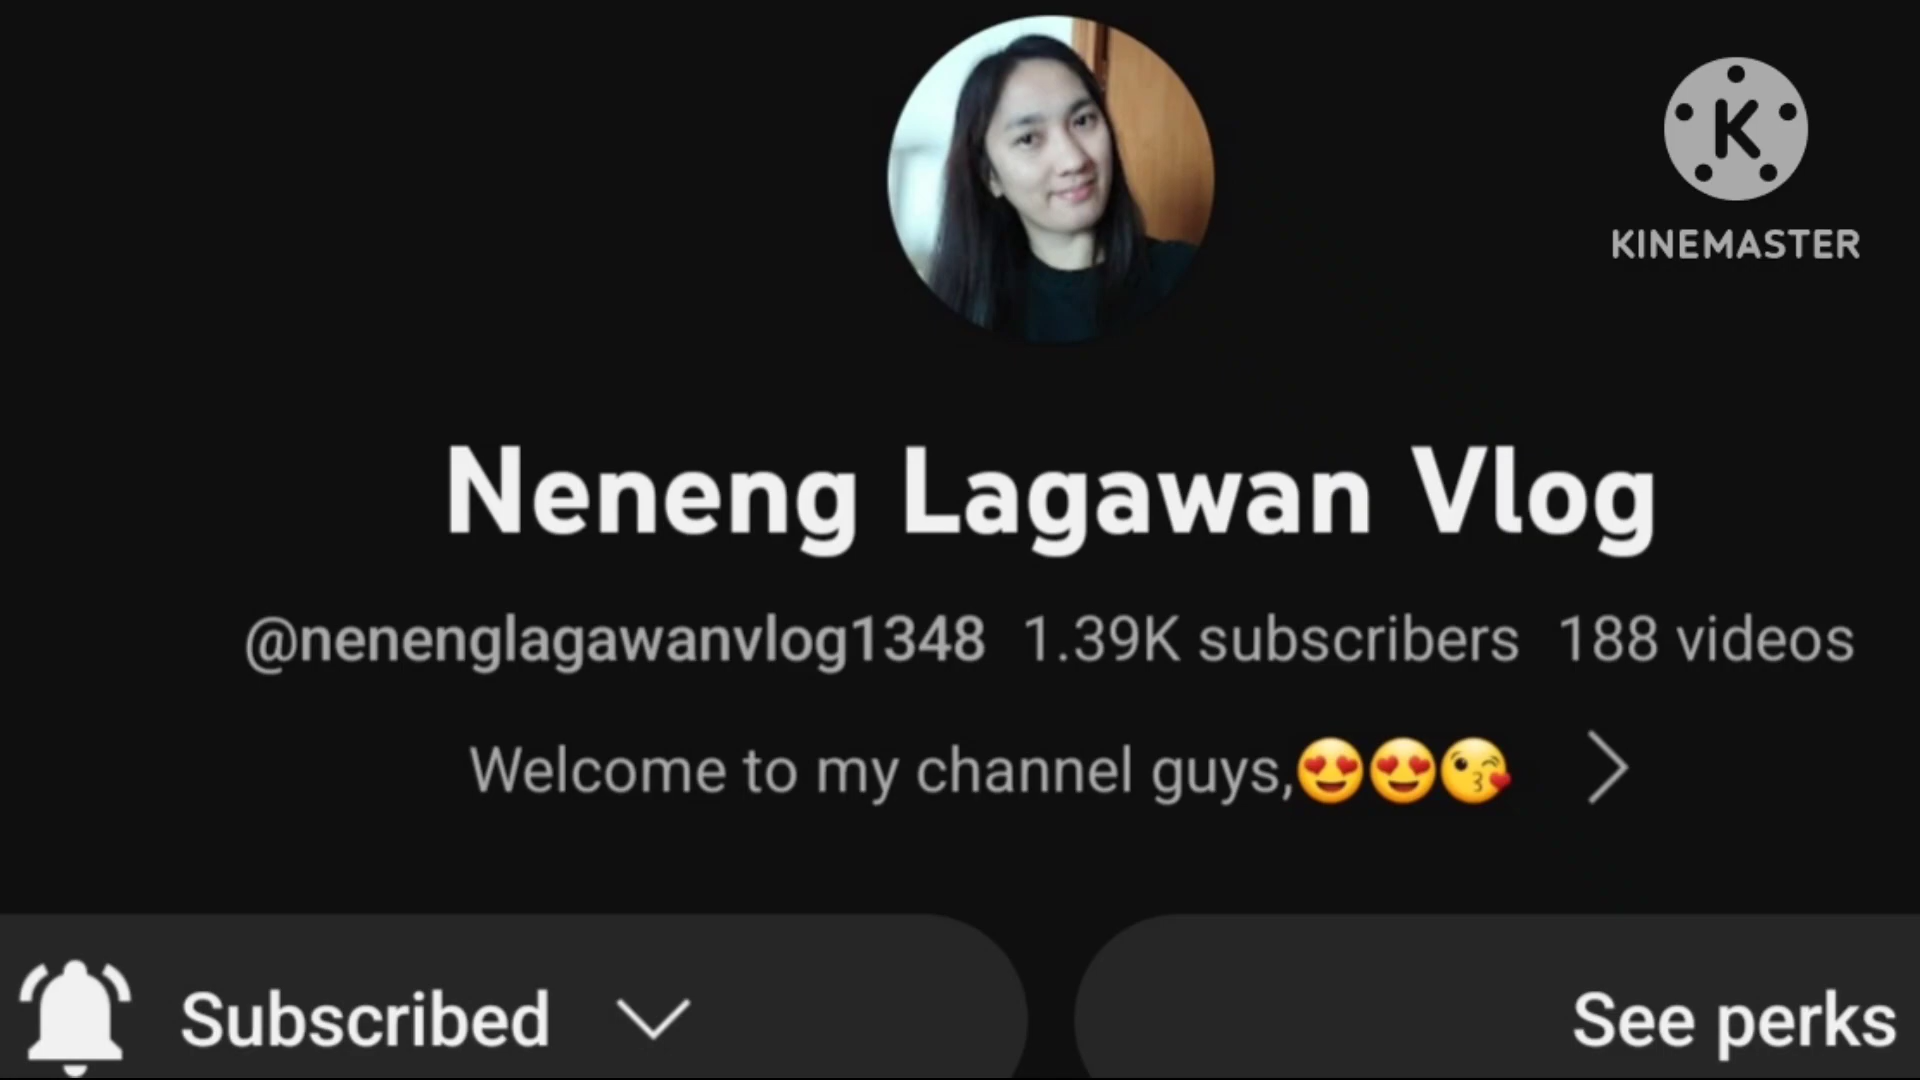 K
KINEMASTER
Neneng Lagawan Vlog
@nenenglagawanvlog1348 1.39K subscribers 188 videos
Welcome to my channel guys,😍😍😘
Subscribed
See perks